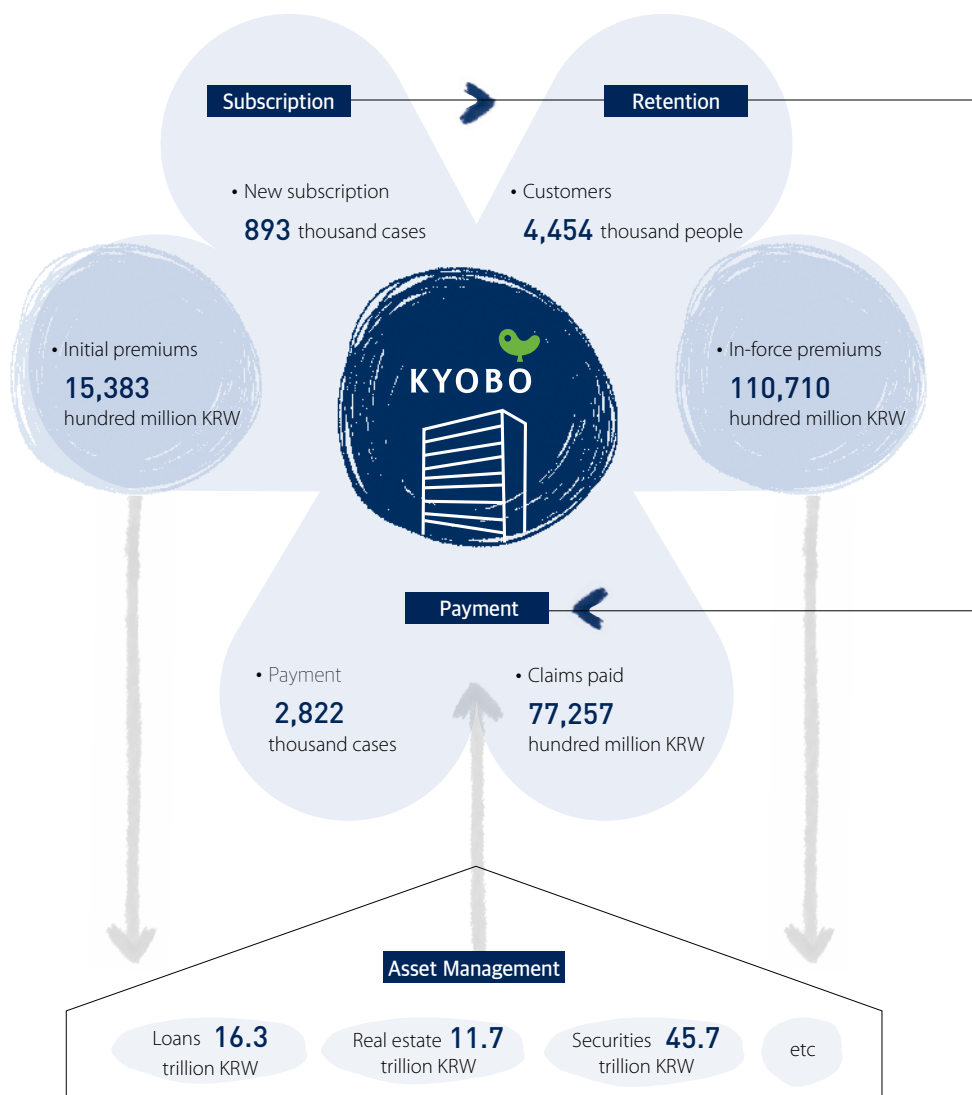 Subscription
Retention
• New subscription
893 thousand cases
• Customers
4,454 thousand people
• Initial premiums
15,383
hundred million KRW
KYOBO
• In-force premiums
110,710
hundred million KRW
Payment
• Payment
2,822
thousand cases
• Claims paid
77,257
hundred million KRW
Asset Management
Loans 16.3
trillion KRW
Real estate 11.7
trillion KRW
Securities 45.7
trillion KRW
etc